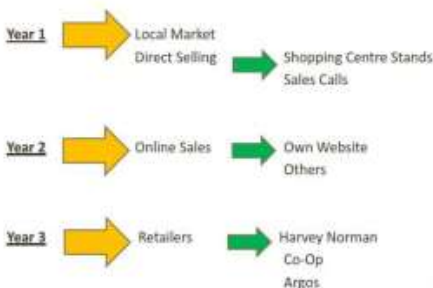 Year 1 Local Market
Direct Selling Shopping Centre Stands
Sales Calls
Year 2 Online Sales Own Website
Others
Year 3 Retailers Harvey Norman
Co-Op
Argos